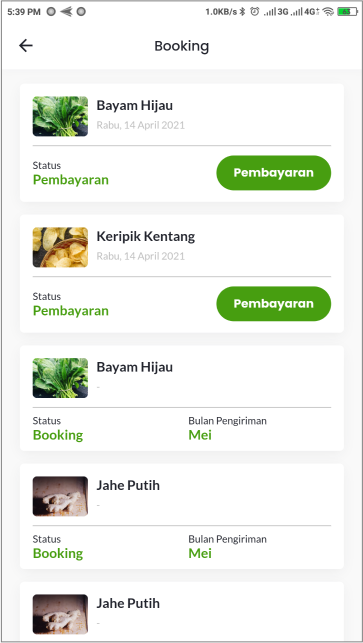 5:39 PM 1.0KB/s 3G 4G 63
Booking
Bayam Hijau
Rabu, 14 April 2021
Status
Pembayaran
Pembayaran
Keripik Kentang
Rabu, 14 April 2021
Status
Pembayaran
Pembayaran
Bayam Hijau
-
Status Bulan Pengiriman
Booking Mei
Jahe Putih
-
Status Bulan Pengiriman
Booking Mei
Jahe Putih
-